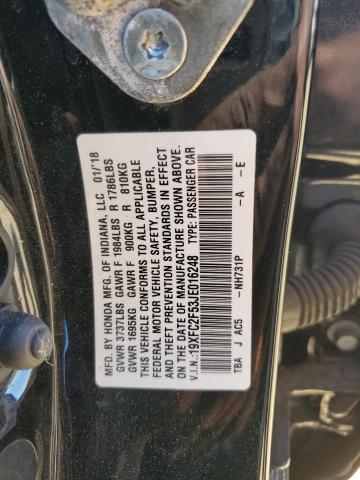 MFD. BY HONDA MFG. OF INDIANA, LLC 01/'18
GVWR 3737LBS GAWR F 1984LBS R 1786LBS
GVWR 1695KG GAWR F 900KG R 810KG
THIS VEHICLE CONFORMS TO ALL APPLICABLE
FEDERAL MOTOR VEHICLE SAFETY, BUMPER,
AND THEFT PREVENTION STANDARDS IN EFFECT
ON THE DATE OF MANUFACTURE SHOWN ABOVE.
V.I.N.:19XFC2F53JE016248 TYPE: PASSENGER CAR
TBA J AC5 -NH731P -A -E